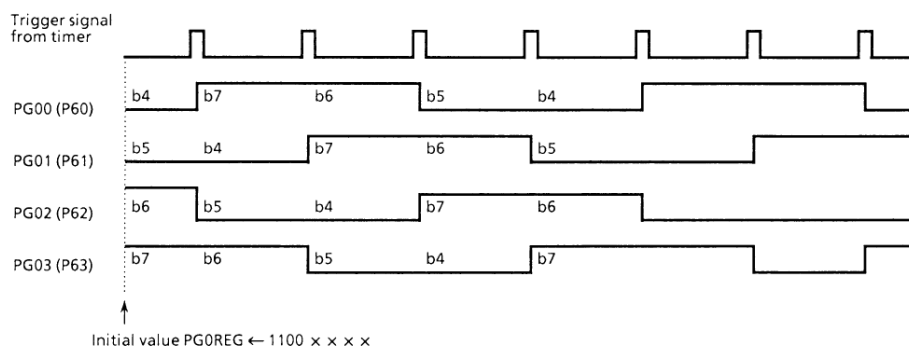 Trigger signal
from timer
PG00 (P60)
b4 b7 b6 b5 b4
PG01 (P61)
b5 b4 b7 b6 b5
PG02 (P62)
b6 b5 b4 b7 b6
PG03 (P63)
b7 b6 b5 b4 b7
Initial value PG0REG ← 1100 × × × ×